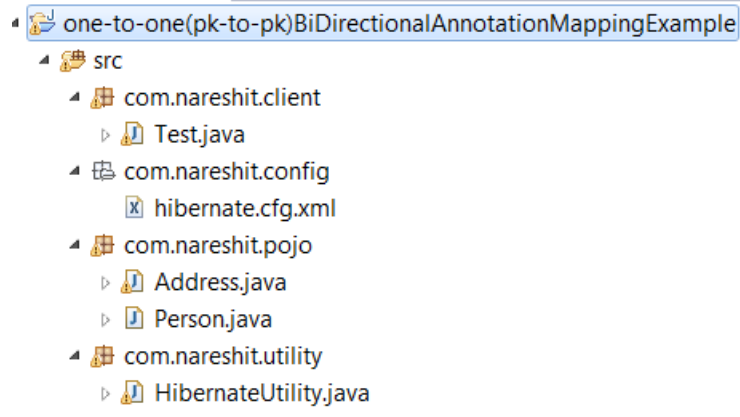 one-to-one(pk-to-pk)BiDirectionalAnnotationMappingExample
src
com.nareshit.client
Test.java
com.nareshit.config
hibernate.cfg.xml
com.nareshit.pojo
Address.java
Person.java
com.nareshit.utility
HibernateUtility.java